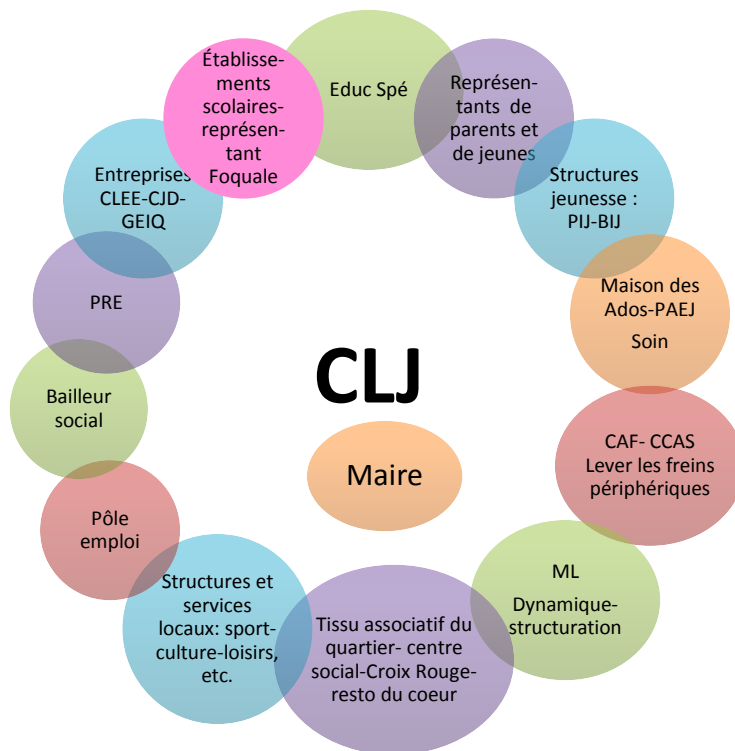 Établisse-
ments
scolaires-
représen-
tant
Foquale
Educ Spé
Représen-
tants de
parents et
de jeunes
Structures
jeunesse :
PIJ-BIJ
Maison des
Ados-PAEJ
Soin
CAF- CCAS
Lever les freins
périphériques
ML
Dynamique-
structuration
Tissu associatif du
quartier- centre
social-Croix Rouge-
resto du coeur
Structures et
services
locaux: sport-
culture-loisirs,
etc.
Pôle
emploi
Bailleur
social
PRE
Entreprises
CLEE-CJD-
GEIQ
CLJ
Maire